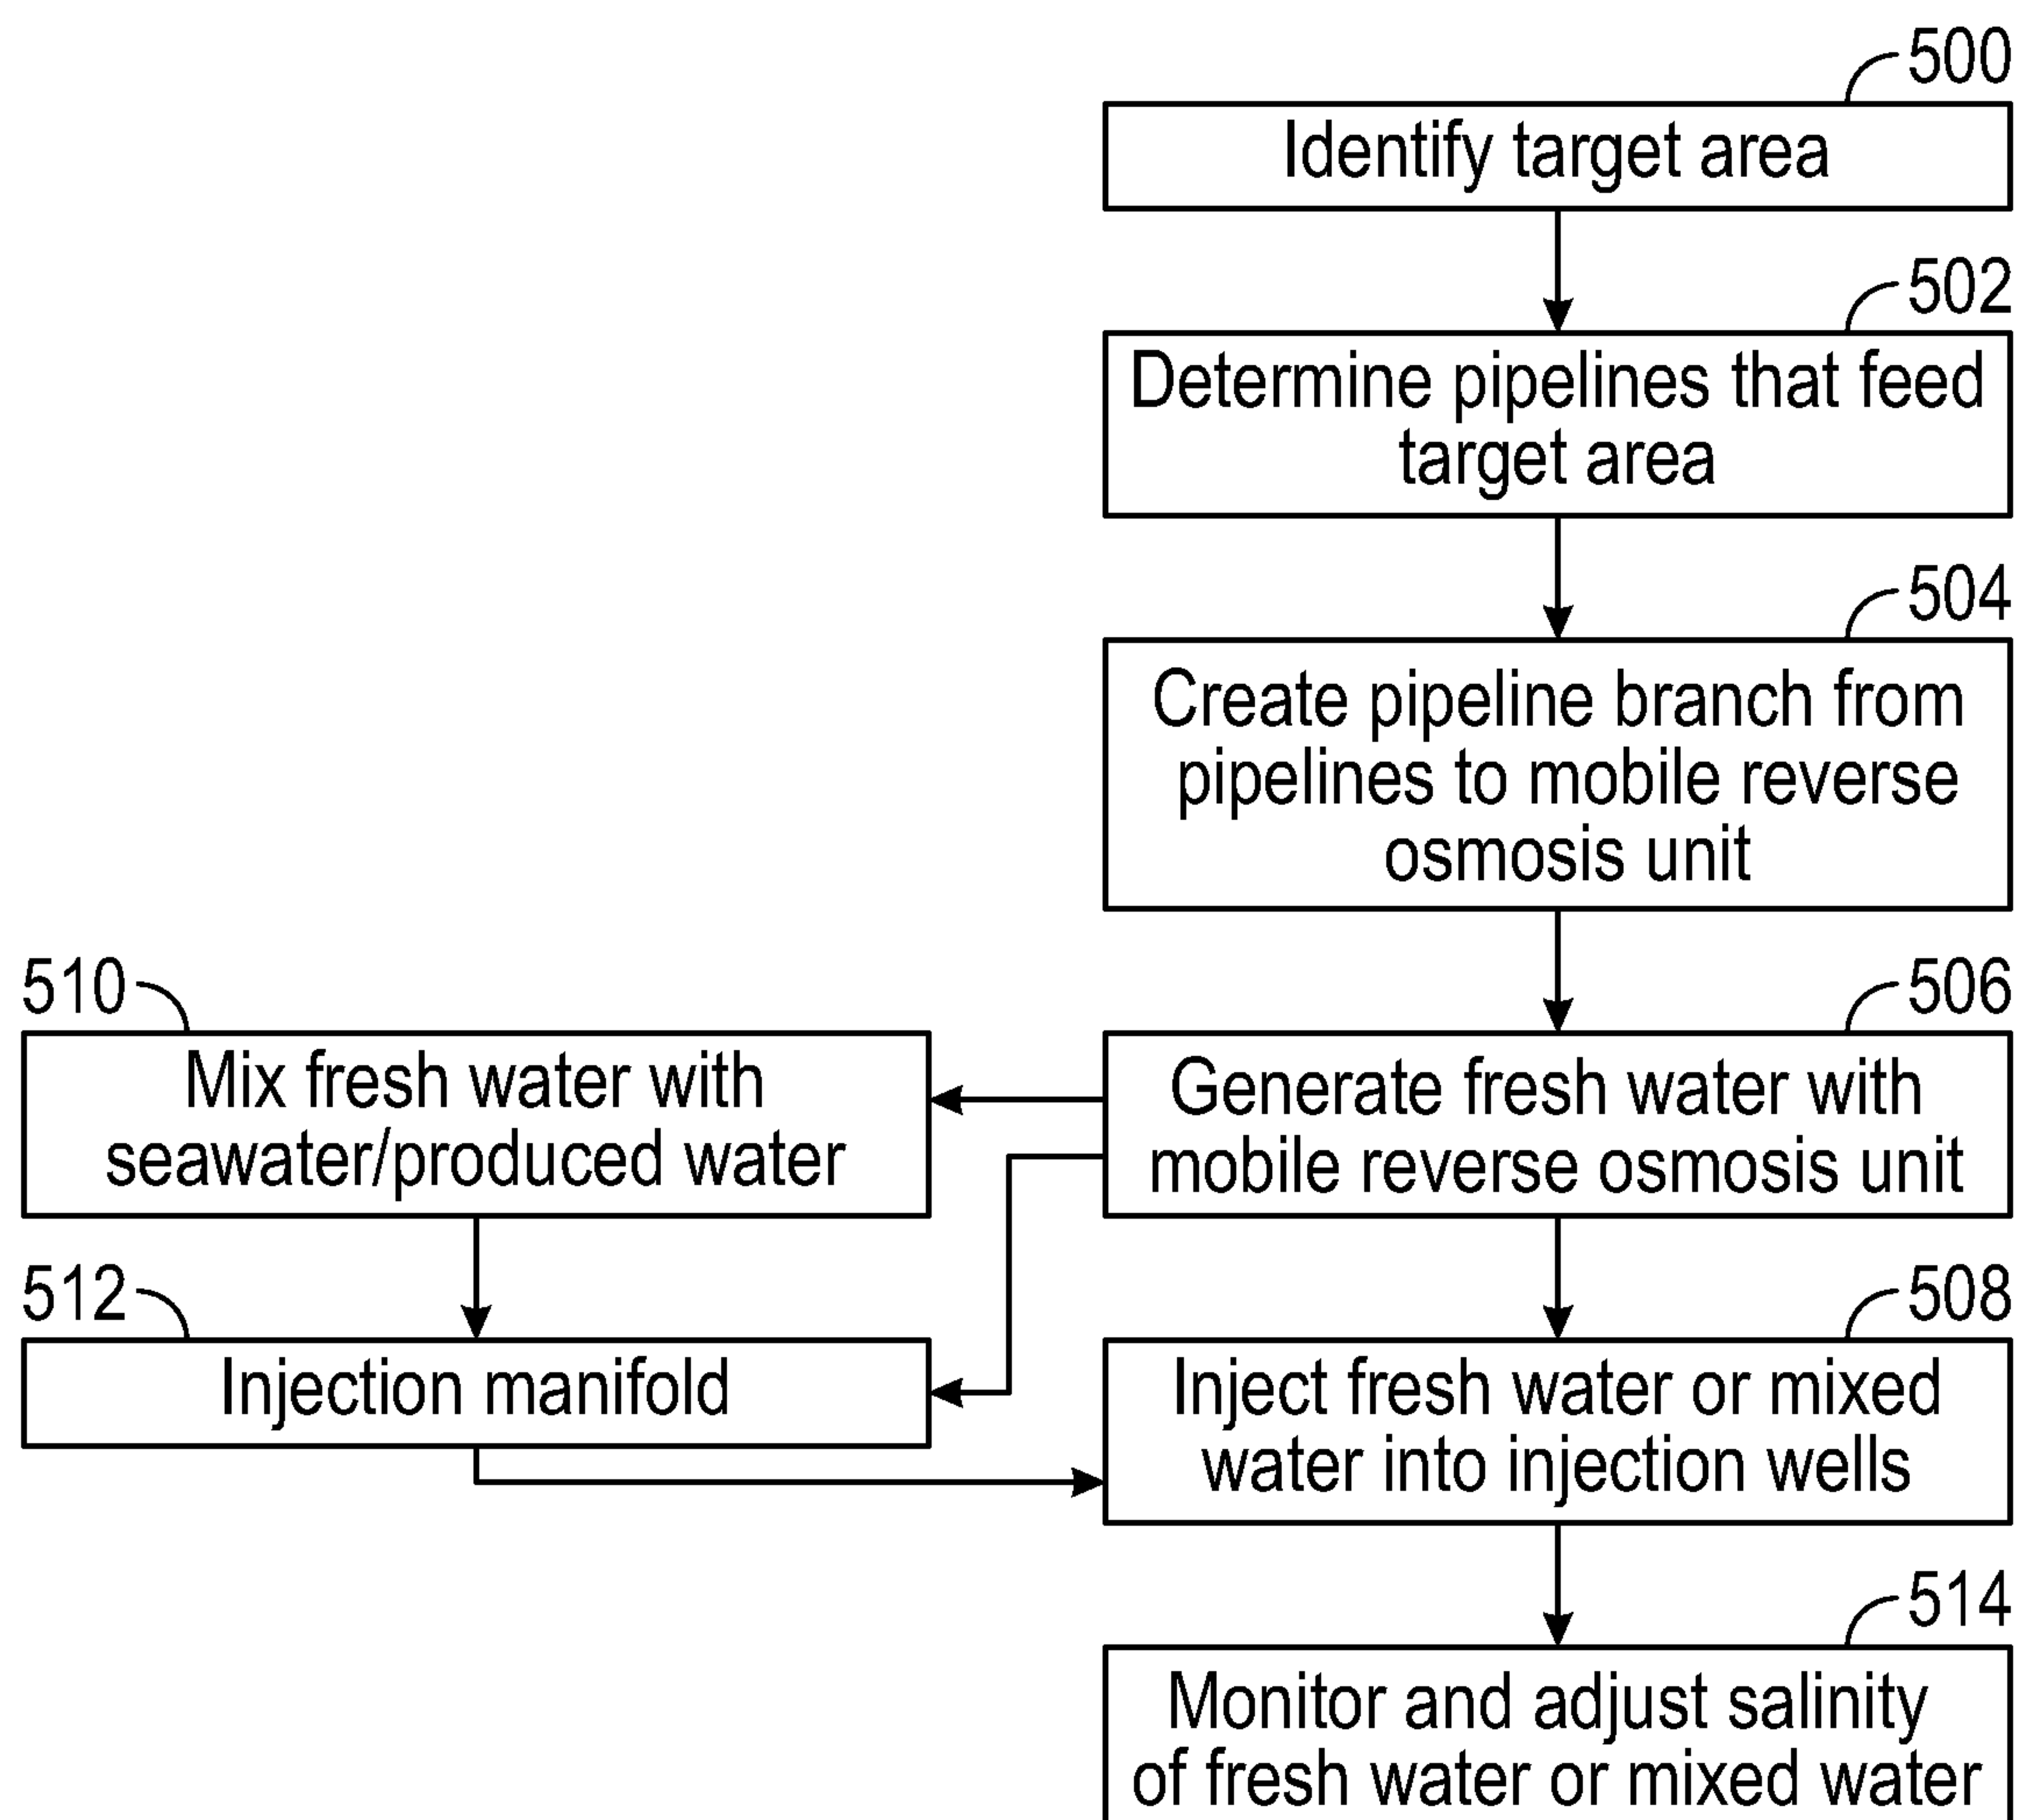 500
Identify target area
502
Determine pipelines that feed
target area
504
Create pipeline branch from
pipelines to mobile reverse
osmosis unit
506
Generate fresh water with
mobile reverse osmosis unit
510
Mix fresh water with
seawater/produced water
512
Injection manifold
508
Inject fresh water or mixed
water into injection wells
514
Monitor and adjust salinity
of fresh water or mixed water